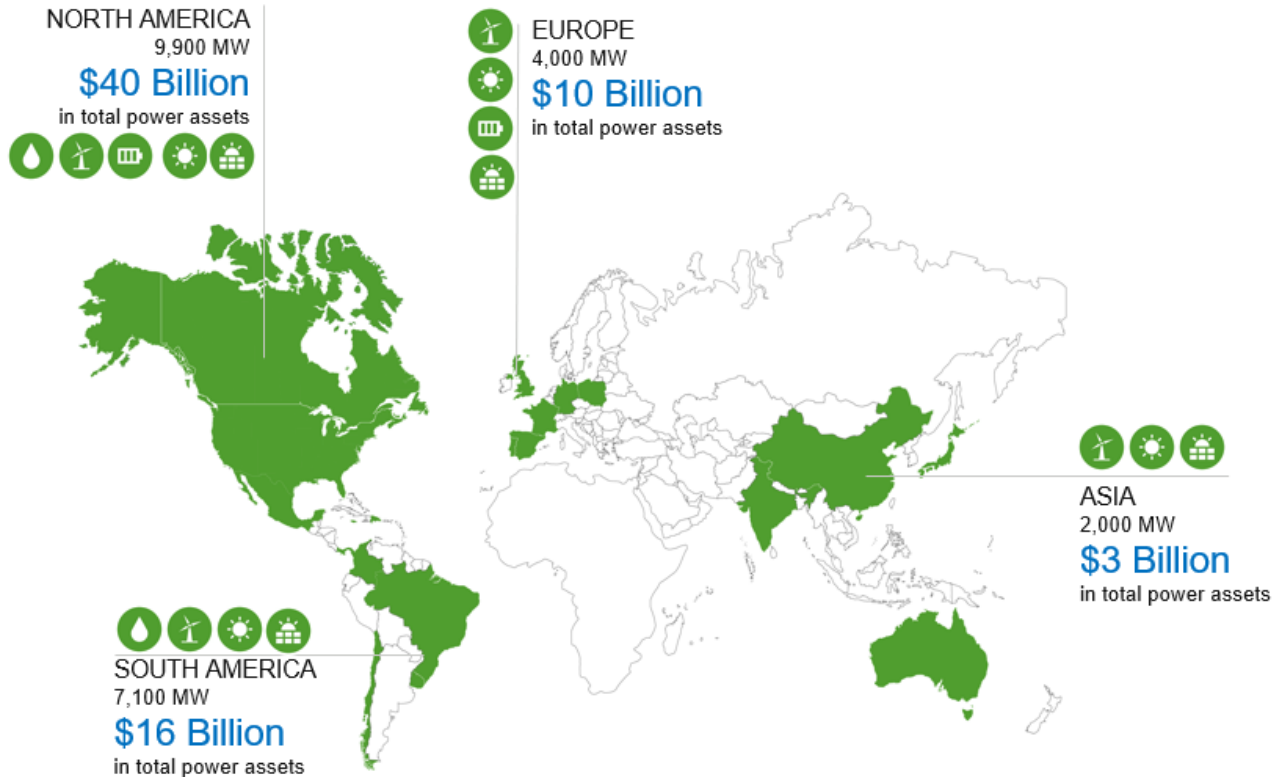 NORTH AMERICA
9,900 MW
$40 Billion
in total power assets
EUROPE
4,000 MW
$10 Billion
in total power assets
ASIA
2,000 MW
$3 Billion
in total power assets
SOUTH AMERICA
7,100 MW
$16 Billion
in total power assets